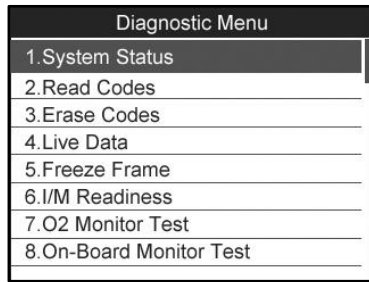 Diagnostic Menu
1.System Status
2.Read Codes
3.Erase Codes
4.Live Data
5.Freeze Frame
6.I/M Readiness
7.O2 Monitor Test
8.On-Board Monitor Test